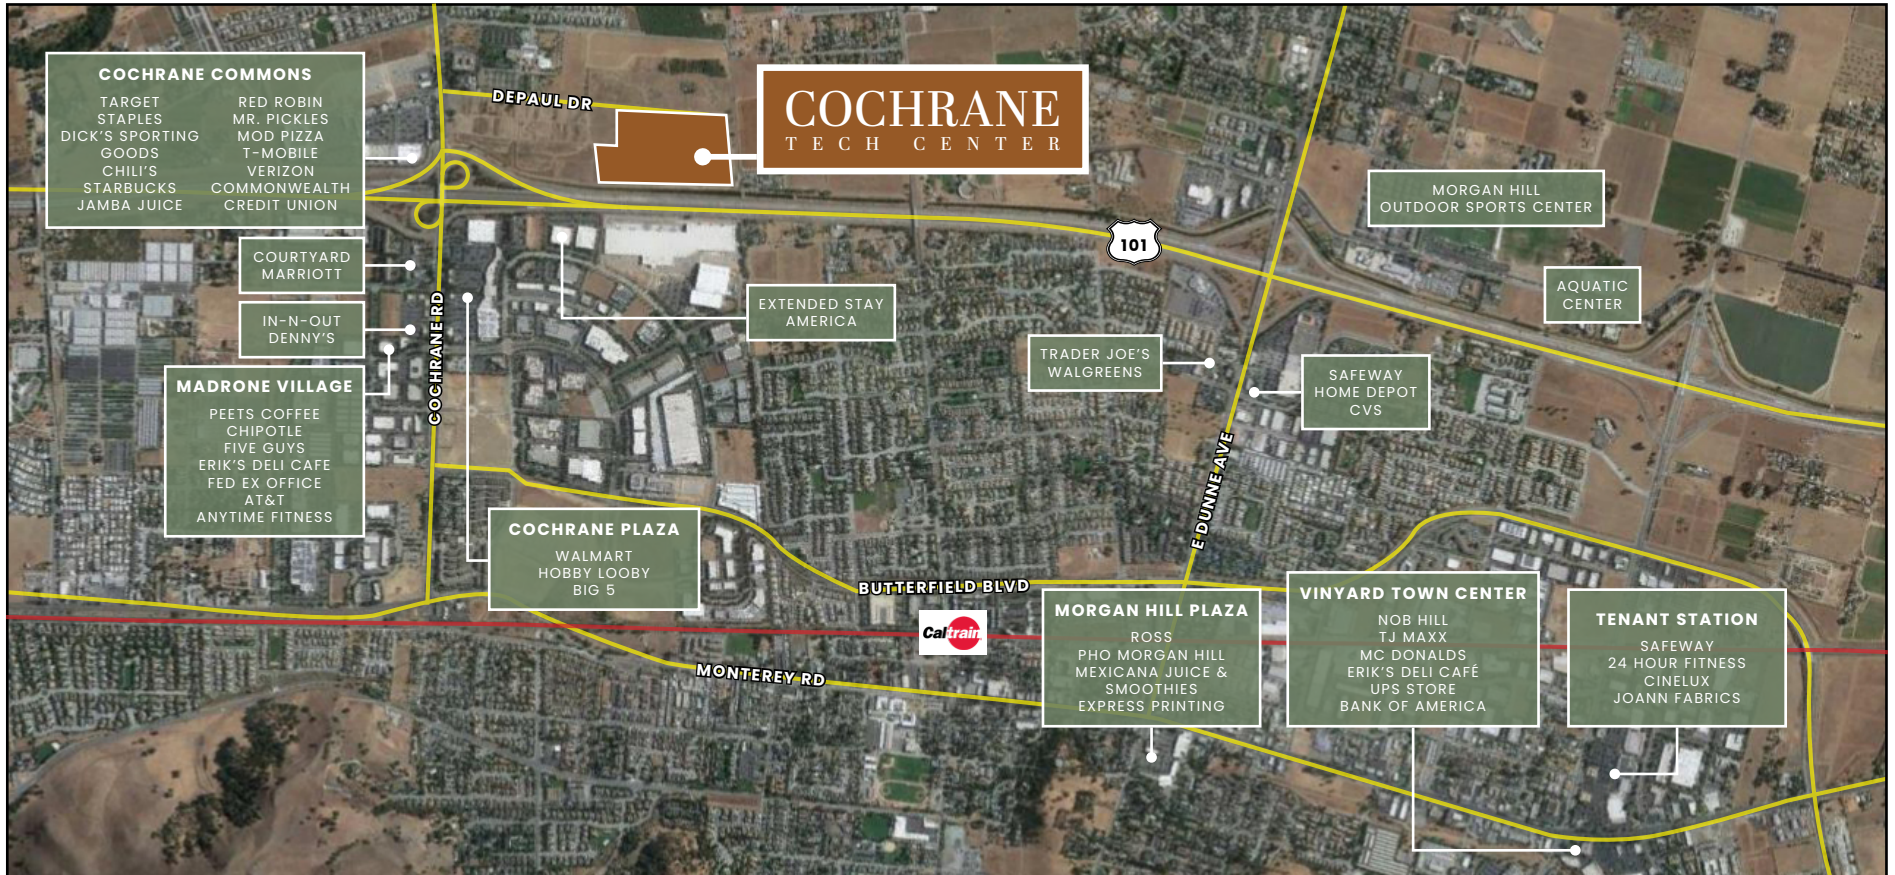 COCHRANE COMMONS
TARGET
STAPLES
DICK'S SPORTING
GOODS
CHILI'S
STARBUCKS
JAMBA JUICE
RED ROBIN
MR. PICKLES
MOD PIZZA
T-MOBILE
VERIZON
COMMONWEALTH
CREDIT UNION
DEPAUL DR
COCHRANE
TECH CENTER
MORGAN HILL
OUTDOOR SPORTS CENTER
COURTYARD
MARRIOTT
101
AQUATIC
CENTER
IN-N-OUT
DENNY'S
COCHRANE RD
EXTENDED STAY
AMERICA
TRADER JOE'S
WALGREENS
SAFEWAY
HOME DEPOT
CVS
MADRONE VILLAGE
PEETS COFFEE
CHIPOTLE
FIVE GUYS
ERIK'S DELI CAFE
FED EX OFFICE
AT&T
ANYTIME FITNESS
E DUNNE AVE
COCHRANE PLAZA
WALMART
HOBBY LOOBY
BIG 5
BUTTERFIELD BLVD
Caltrain
MONTEREY RD
MORGAN HILL PLAZA
ROSS
PHO MORGAN HILL
MEXICANA JUICE &
SMOOTHIES
EXPRESS PRINTING
VINYARD TOWN CENTER
NOB HILL
TJ MAXX
MC DONALDS
ERIK'S DELI CAFÉ
UPS STORE
BANK OF AMERICA
TENANT STATION
SAFEWAY
24 HOUR FITNESS
CINELUX
JOANN FABRICS